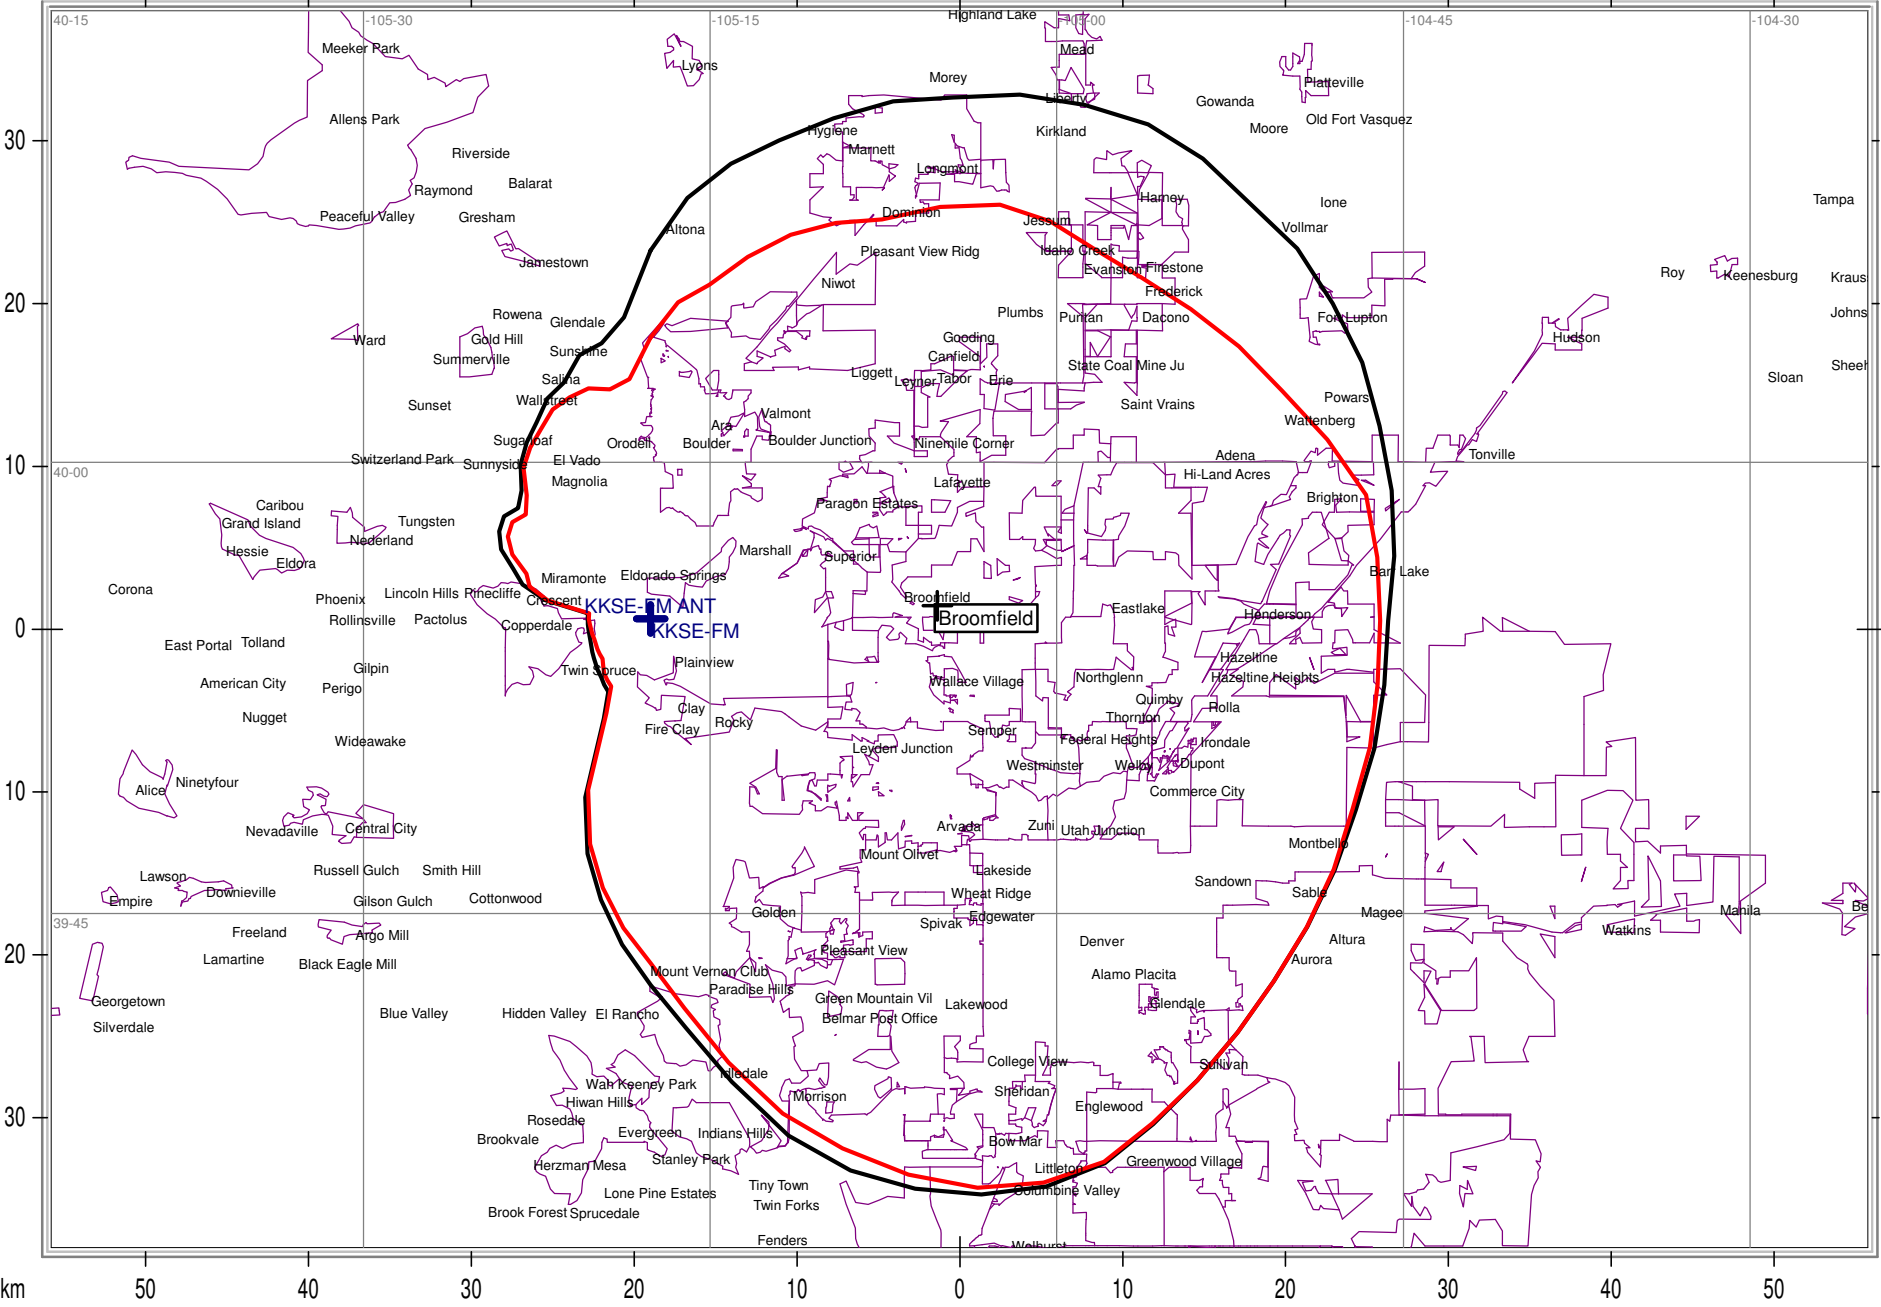 40-15
-105-30
-105-15
Highland Lake
-105-00
-104-45
-104-30
Meeker Park
Mead
Lyons
Morey
Platteville
Liberty
Gowanda
Allens Park
Old Fort Vasquez
30
Hygiene
Kirkland
Moore
Riverside
Marnett
Longmont
Balarat
Raymond
Harney
Tampa
Peaceful Valley
Gresham
Dominion
Ione
Altona
Jessum
Vollmar
Pleasant View Ridg
Idaho Creek
Jamestown
Evanston
Firestone
Roy
Keenesburg
Kraus
Niwot
Frederick
20
Rowena
Glendale
Plumbs
Puritan
Dacono
Fort Lupton
Johns
Ward
Gold Hill
Gooding
Hudson
Summerville
Sunshine
Canfield
State Coal Mine Ju
Sheeh
Salina
Liggett
Leyner
Tabor
Erie
Sloan
Sunset
Wallstreet
Saint Vrains
Powars
Valmont
Wattenberg
Ara
Sugarloaf
Orodell
Boulder
Boulder Junction
Ninemile Corner
Switzerland Park
Sunnyside
El Vado
Adena
Tonville
10
40-00
Magnolia
Lafayette
Hi-Land Acres
Caribou
Paragon Estates
Brighton
Grand Island
Tungsten
Nederland
Hessie
Marshall
Superior
Eldora
Miramonte
Eldorado Springs
Barr Lake
Corona
Phoenix
Lincoln Hills
Pinecliffe
Crescent
KKSE-FM ANT
Broomfield
Eastlake
Henderson
Rollinsville
Pactolus
Copperdale
KKSE-FM
Broomfield
0
East Portal
Tolland
Gilpin
Twin Spruce
Plainview
Hazeltine
American City
Perigo
Wallace Village
Northglenn
Hazeltine Heights
Nugget
Clay
Rocky
Quimby
Rolla
Fire Clay
Thornton
Wideawake
Semper
Federal Heights
Irondale
Leyden Junction
Westminster
Welby
Dupont
Ninetyfour
Alice
10
Commerce City
Nevadaville
Central City
Arvada
Zuni
Utah Junction
Montbello
Mount Olivet
Russell Gulch
Smith Hill
Lakeside
Lawson
Downieville
Sandown
Sable
Empire
Gilson Gulch
Cottonwood
Wheat Ridge
Golden
Edgewater
Magee
Manila
Be
39-45
Freeland
Argo Mill
Spivak
Watkins
Lamartine
Black Eagle Mill
Pleasant View
Denver
Altura
20
Mount Vernon Club
Aurora
Paradise Hills
Alamo Placita
Georgetown
Green Mountain Vil
Lakewood
Glendale
Silverdale
Blue Valley
Hidden Valley
El Rancho
Belmar Post Office
Idledale
College View
Sullivan
Wah Keeney Park
Morrison
Sheridan
Hiwan Hills
Englewood
30
Rosedale
Brookvale
Evergreen
Indians Hills
Bow Mar
Herzman Mesa
Stanley Park
Littleton
Greenwood Village
Lone Pine Estates
Tiny Town
Columbine Valley
Brook Forest
Sprucedale
Twin Forks
Fenders
Wolhurst
km
50
40
30
20
10
0
10
20
30
40
50